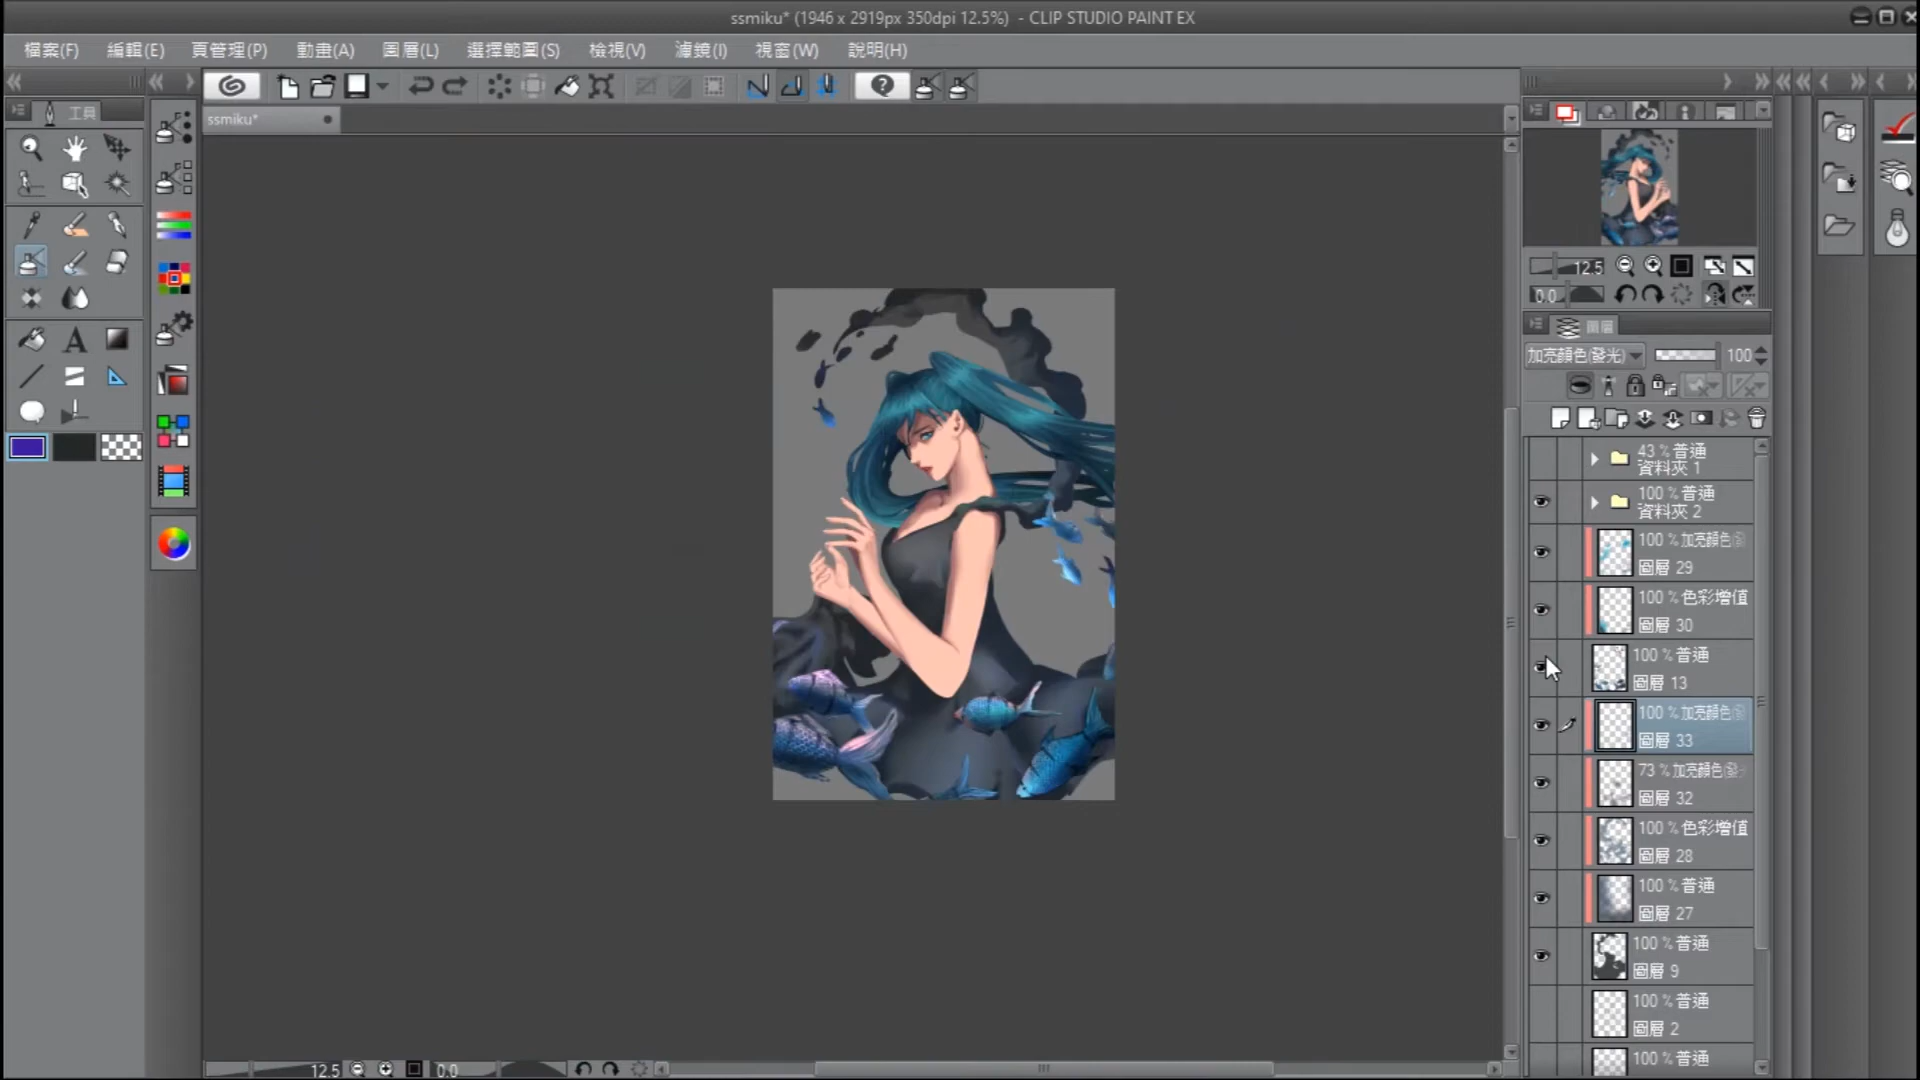 ssmiku* (1946 x 2919px 350dpi 12.5%) - CLIP STUDIO PAINT EX
檔案(F) 編輯(E) 頁管理(P) 動畫(A) 圖層(L) 選擇範圍(S) 檢視(V) 濾鏡(I) 視窗(W) 說明(H)
工具
ssmiku*
A
12.5
0.0
圖層
加亮顏色(發光) 100
43 %普通
資料夾 1
100 %普通
資料夾 2
100 %加亮顏色(發
圖層 29
100 %色彩增值
圖層 30
100 %普通
圖層 13
100 %加亮顏色(發
圖層 33
73 %加亮顏色(發
圖層 32
100 %色彩增值
圖層 28
100 %普通
圖層 27
100 %普通
圖層 9
100 %普通
圖層 2
100 %普通
12.5 0.0